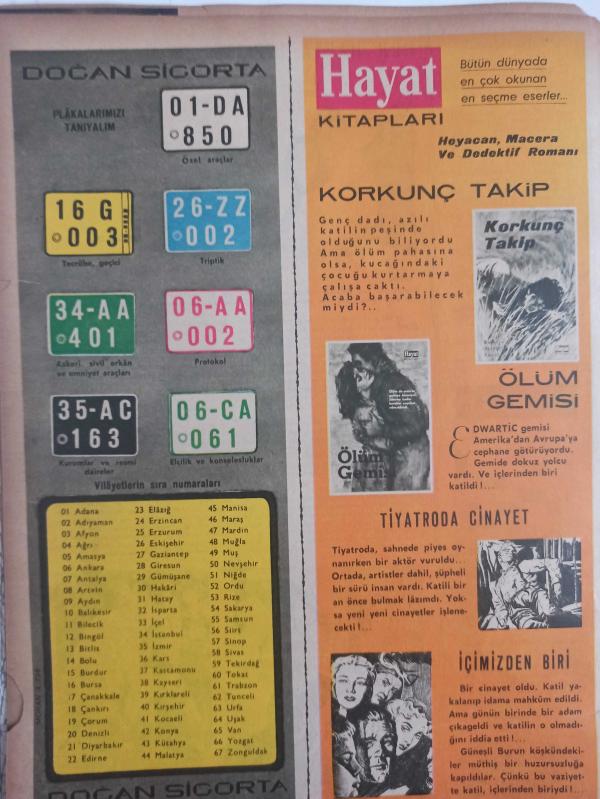 DOĞAN SİGORTA
PLÂKALARIMIZI
TANIYALIM
01-DA
850
Özel araçlar
16 G
003
Tecrübe, geçici
26-ZZ
002
Triptik
34-AA
401
Askerî, sivil erkân
ve emniyet araçları
06-AA
002
Protokol
35-AC
163
Kurumlar ve resmî
daireler
06-CA
061
Elçilik ve konsolosluklar
Vilâyetlerin sıra numaraları
01 Adana
02 Adıyaman
03 Afyon
04 Ağrı
05 Amasya
06 Ankara
07 Antalya
08 Artvin
09 Aydın
10 Balıkesir
11 Bilecik
12 Bingöl
13 Bitlis
14 Bolu
15 Burdur
16 Bursa
17 Çanakkale
18 Çankırı
19 Çorum
20 Denizli
21 Diyarbakır
22 Edirne
23 Elâzığ
24 Erzincan
25 Erzurum
26 Eskişehir
27 Gaziantep
28 Giresun
29 Gümüşane
30 Hakâri
31 Hatay
32 Isparta
33 İçel
34 İstanbul
35 İzmir
36 Kars
37 Kastamonu
38 Kayseri
39 Kırklareli
40 Kırşehir
41 Kocaeli
42 Konya
43 Kütahya
44 Malatya
45 Manisa
46 Maraş
47 Mardin
48 Muğla
49 Muş
50 Nevşehir
51 Niğde
52 Ordu
53 Rize
54 Sakarya
55 Samsun
56 Siirt
57 Sinop
58 Sivas
59 Tekirdağ
60 Tokat
61 Trabzon
62 Tunceli
63 Urfa
64 Uşak
65 Van
66 Yozgat
67 Zonguldak
DOĞAN SİGORTA
Hayat
KİTAPLARI
Bütün dünyada
en çok okunan
en seçme eserler...
Heyacan, Macera
Ve Dedektif Romanı
KORKUNÇ TAKİP
Genç dadı, azılı
katilin peşinde
olduğunu biliyordu
Ama ölüm pahasına
olsa, kucağındaki
çocuğu kurtarmaya
çalışa caktı.
Acaba başarabilecek
miydi?..
Korkunç
Takip
Hayat
Ölüm
Gemisi
ÖLÜM
GEMİSİ
EDWARTİC gemisi
Amerika'dan Avrupa'ya
cephane götürüyordu.
Gemide dokuz yolcu
vardı. Ve içlerinden biri
katildi!...
TİYATRODA CİNAYET
Tiyatroda, sahnede piyes oy-
nanırken bir aktör vuruldu...
Ortada, artistler dahil, şüpheli
bir sürü insan vardı. Katili bir
an önce bulmak lâzımdı. Yok-
sa yeni yeni cinayetler işlene-
cekti!...
İÇİMİZDEN BİRİ
Bir cinayet oldu. Katil ya-
kalanıp idama mahkûm edildi.
Ama günün birinde bir adam
çıkageldi ve katilin o olmadı-
ğını iddia etti!...
Güneşli Burun köşkündeki-
ler müthiş bir huzursuzluğa
kapıldılar. Çünkü bu vaziyet-
te katil, içlerinden biriydi!...